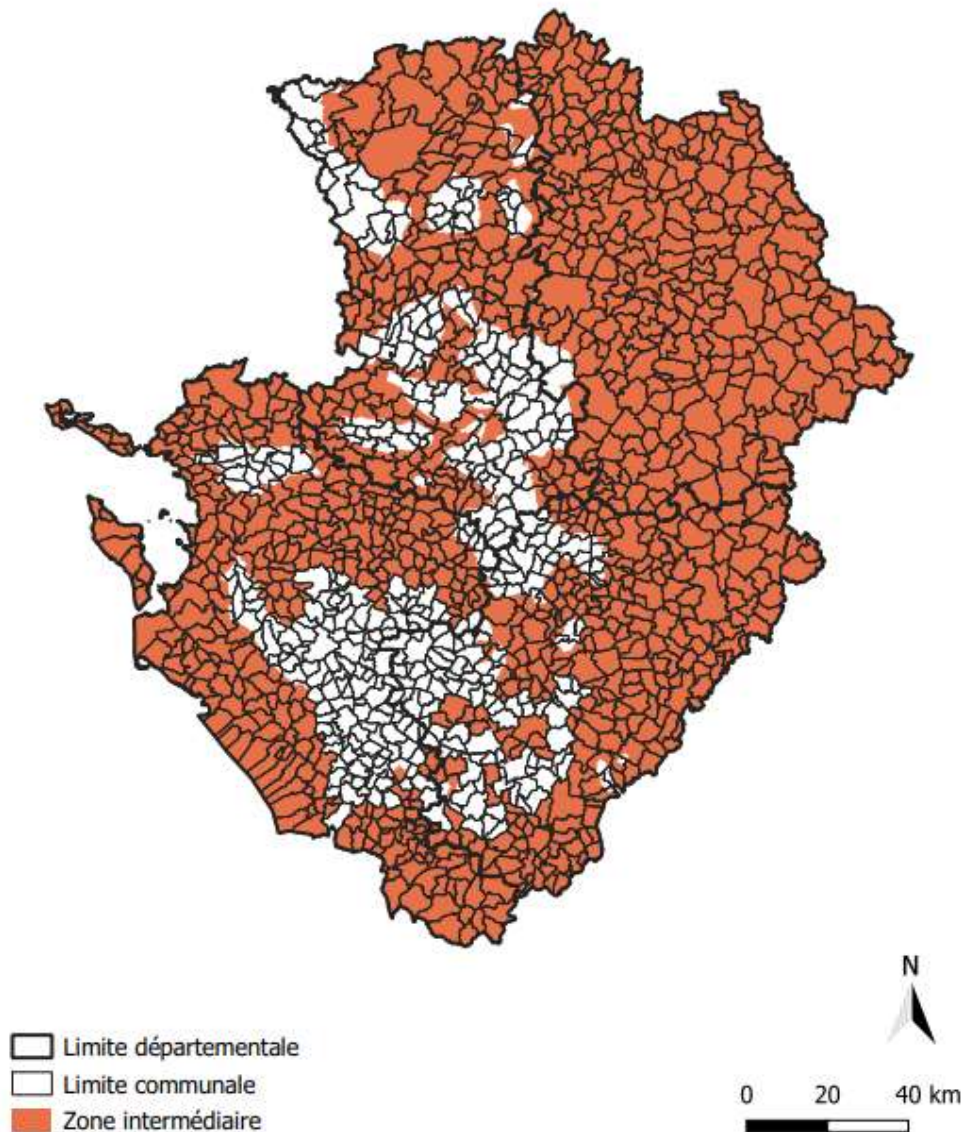 N
Limite départementale
Limite communale
Zone intermédiaire
0 20 40 km